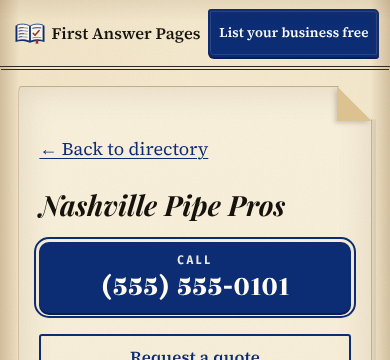 First Answer Pages
List your business free
← Back to directory
Nashville Pipe Pros
CALL
(555) 555-0101
Request a quote